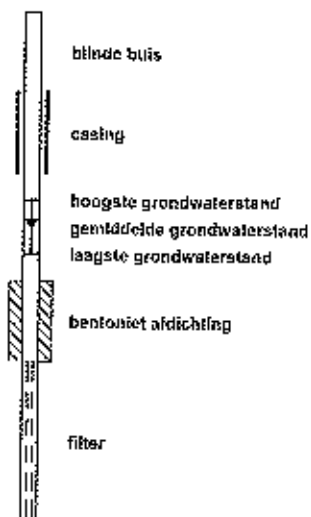 blinde buis
casing
hoogste grondwaterstand
gemiddelde grondwaterstand
laagste grondwaterstand
bentoniet afdichting
filter